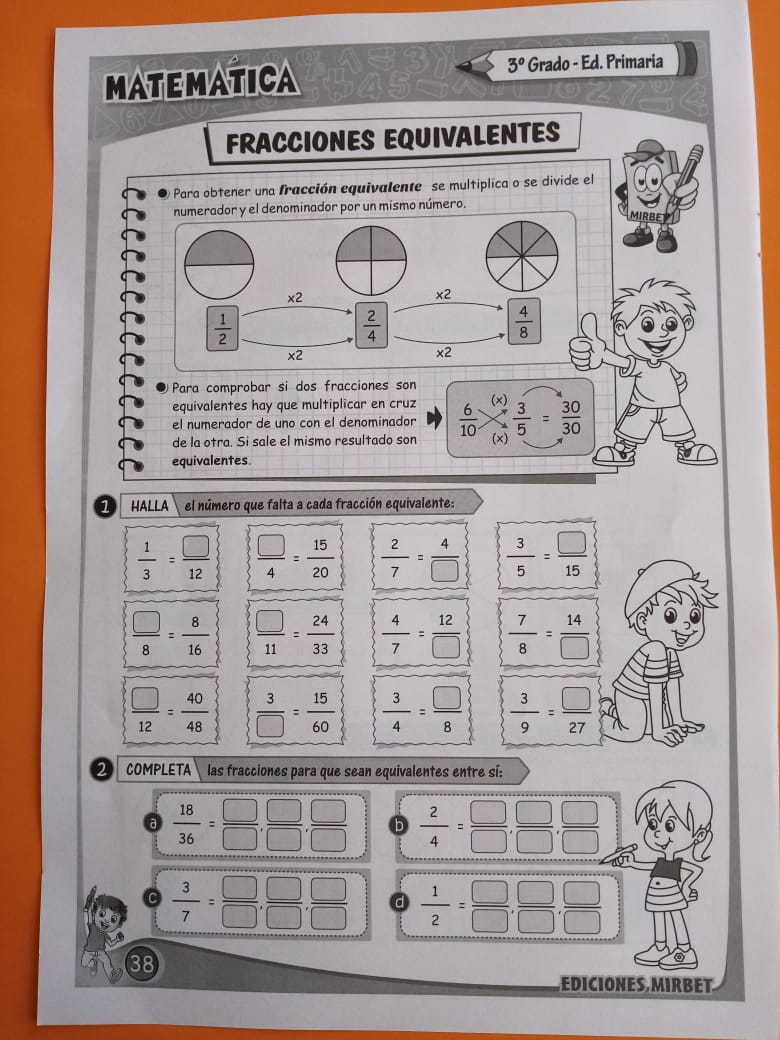 MATEMÁTICA
3º Grado - Ed. Primaria
FRACCIONES EQUIVALENTES
● Para obtener una fracción equivalente se multiplica o se divide el
numerador y el denominador por un mismo número.
MIRBET
x2 x2
1/2 2/4 4/8
x2 x2
● Para comprobar si dos fracciones son
equivalentes hay que multiplicar en cruz
el numerador de uno con el denominador
de la otra. Si sale el mismo resultado son
equivalentes.
(x)
6/10 3/5 = 30/30
(x)
1 HALLA el número que falta a cada fracción equivalente:
1/3 = □/12 □/4 = 15/20 2/7 = 4/□ 3/5 = □/15
□/8 = 8/16 □/11 = 24/33 4/7 = 12/□ 7/8 = 14/□
□/12 = 40/48 3/□ = 15/60 3/4 = □/8 3/9 = □/27
2 COMPLETA las fracciones para que sean equivalentes entre sí:
a 18/36 = □/□, □/□, □/□ b 2/4 = □/□, □/□, □/□
c 3/7 = □/□, □/□, □/□ d 1/2 = □/□, □/□, □/□
38
EDICIONES MIRBET